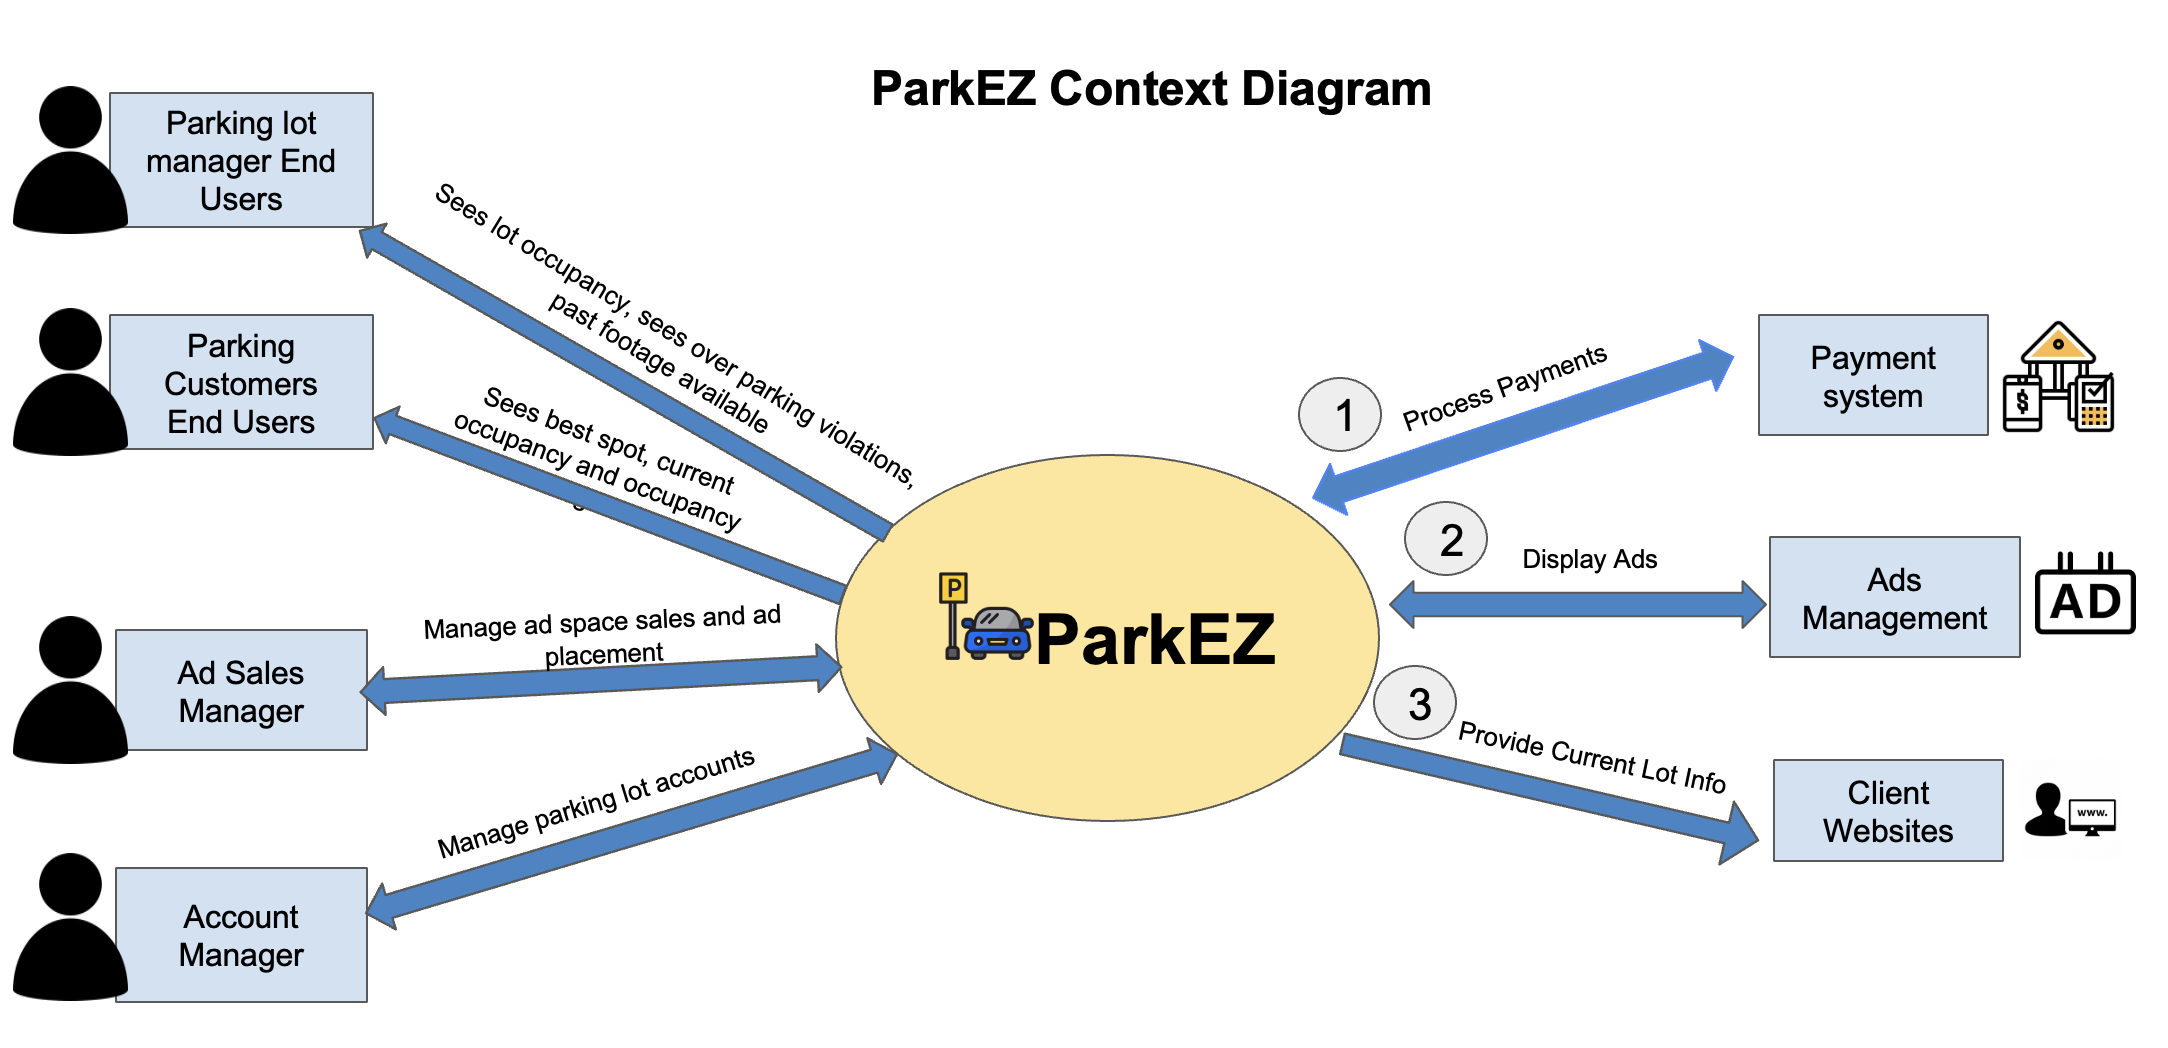 ParkEZ Context Diagram
Parking lot
manager End
Users
Sees lot occupancy, sees over parking violations,
past footage available
Parking
Customers
End Users
Sees best spot, current
occupancy and occupancy
Ad Sales
Manager
Manage ad space sales and ad
placement
Account
Manager
Manage parking lot accounts
P
ParkEZ
1
Process Payments
Payment
system
$
2
Display Ads
Ads
Management
AD
3
Provide Current Lot Info
Client
Websites
www.